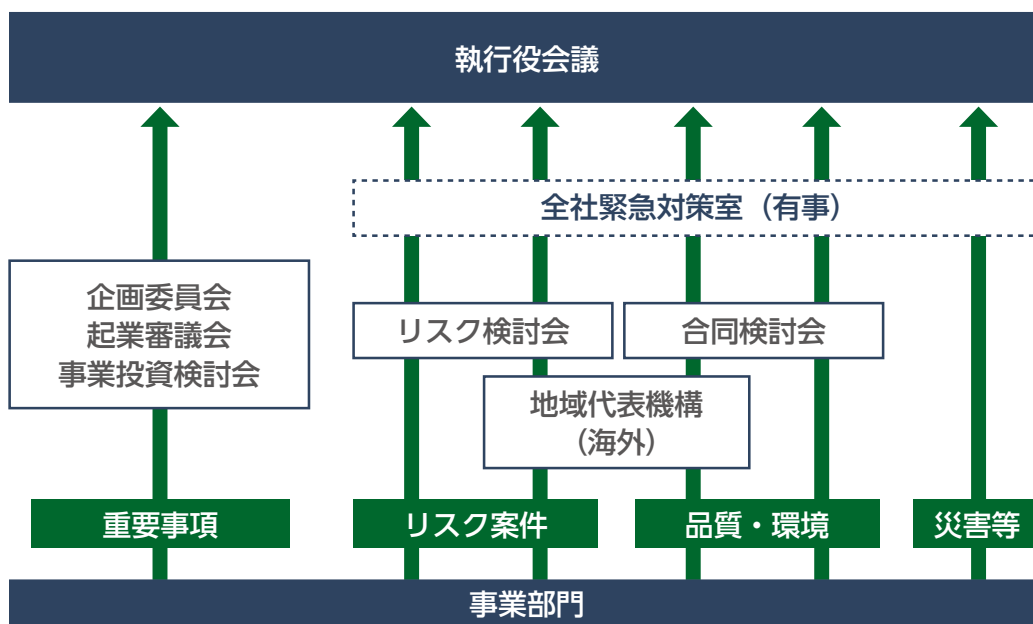 執行役会議
全社緊急対策室（有事）
企画委員会
起業審議会
事業投資検討会
リスク検討会
合同検討会
地域代表機構
（海外）
重要事項
リスク案件
品質・環境
災害等
事業部門